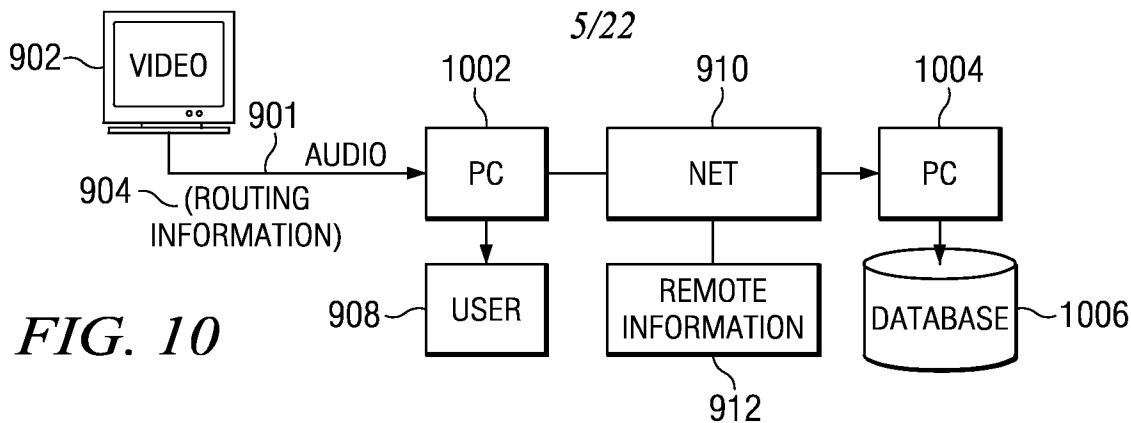 5/22
902
VIDEO
901
AUDIO
904
(ROUTING
INFORMATION)
1002
PC
910
NET
1004
PC
908
USER
REMOTE
INFORMATION
912
DATABASE
1006
FIG. 10